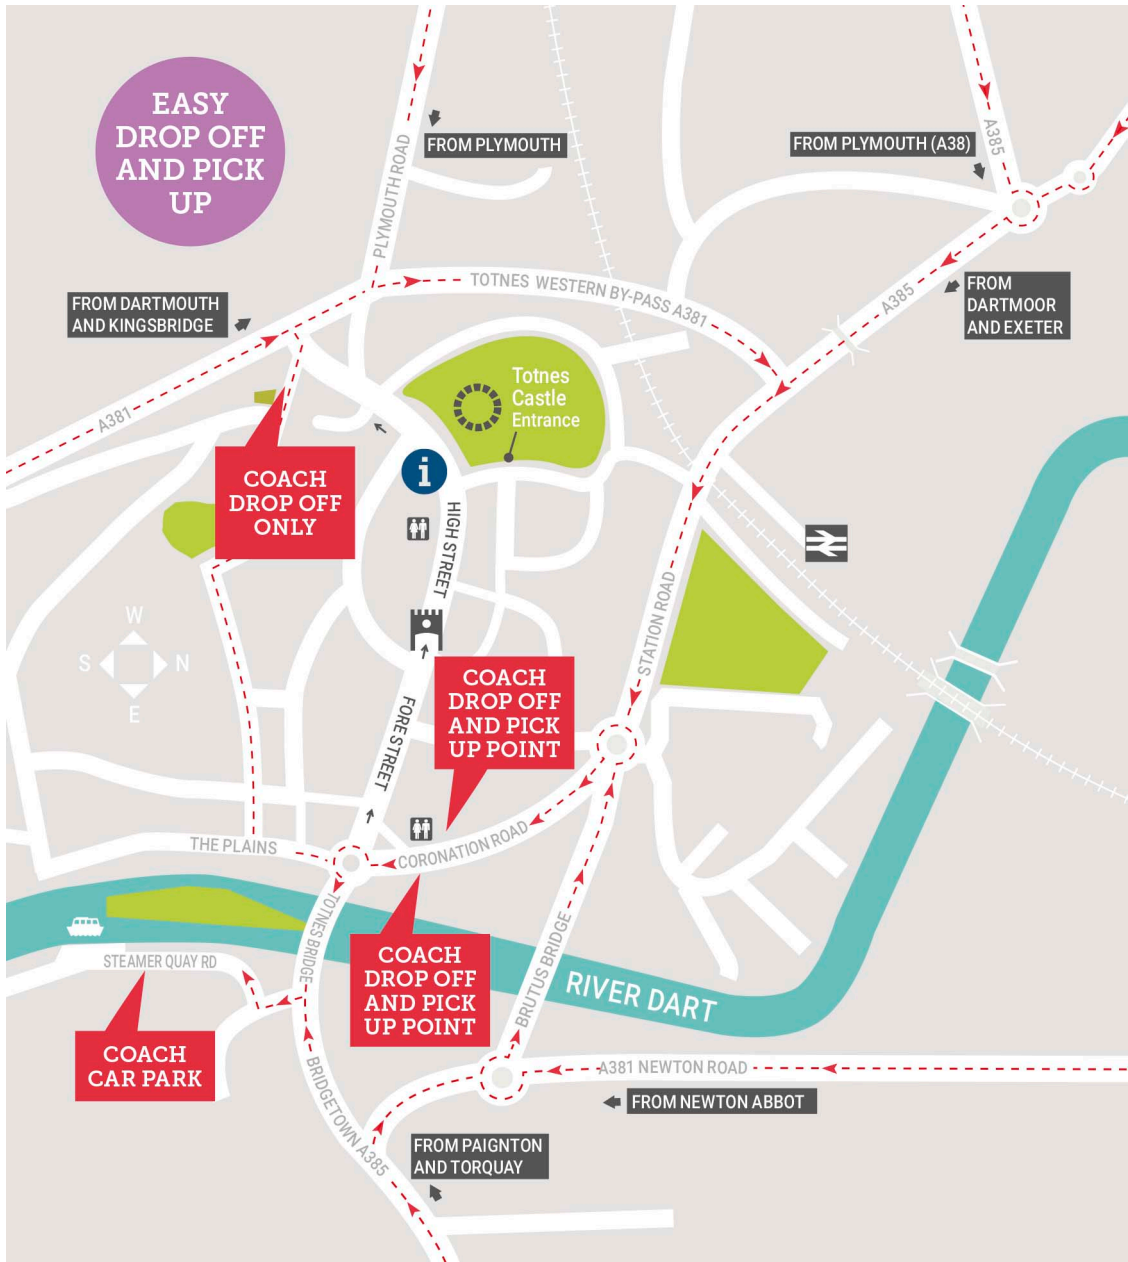 EASY
DROP OFF
AND PICK
UP
FROM PLYMOUTH
PLYMOUTH ROAD
FROM PLYMOUTH (A38)
A385
FROM DARTMOUTH
AND KINGSBRIDGE
TOTNES WESTERN BY-PASS A381
A385
FROM
DARTMOOR
AND EXETER
A381
Totnes
Castle
Entrance
i
COACH
DROP OFF
ONLY
HIGH STREET
STATION ROAD
W
S
N
E
COACH
DROP OFF
AND PICK
UP POINT
FORE STREET
THE PLAINS
CORONATION ROAD
TOTNES BRIDGE
STEAMER QUAY RD
COACH
DROP OFF
AND PICK
UP POINT
BRUTUS BRIDGE
RIVER DART
COACH
CAR PARK
BRIDGETOWN A385
A381 NEWTON ROAD
FROM NEWTON ABBOT
FROM PAIGNTON
AND TORQUAY